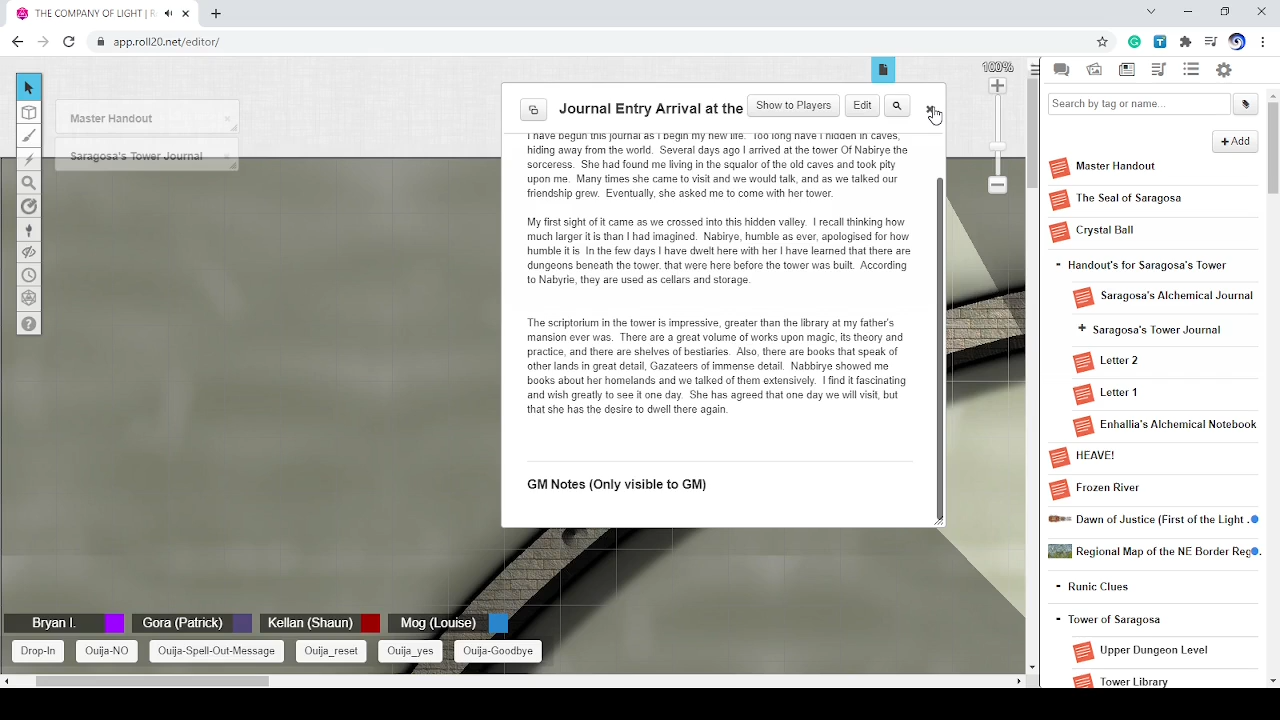 THE COMPANY OF LIGHT | R
app.roll20.net/editor/
Master Handout
Saragosa's Tower Journal
Journal Entry Arrival at the
Show to Players
Edit
100%
I have begun this journal as I begin my new life. Too long have I hidden in caves,
hiding away from the world. Several days ago I arrived at the tower Of Nabirye the
sorceress. She had found me living in the squalor of the old caves and took pity
upon me. Many times she came to visit and we would talk, and as we talked our
friendship grew. Eventually, she asked me to come with her tower.
My first sight of it came as we crossed into this hidden valley. I recall thinking how
much larger it is than I had imagined. Nabirye, humble as ever, apologised for how
humble it is. In the few days I have dwelt here with her I have learned that there are
dungeons beneath the tower. that were here before the tower was built. According
to Nabyrie, they are used as cellars and storage.
The scriptorium in the tower is impressive, greater than the library at my father's
mansion ever was. There are a great volume of works upon magic, its theory and
practice, and there are shelves of bestiaries. Also, there are books that speak of
other lands in great detail, Gazateers of immense detail. Nabbirye showed me
books about her homelands and we talked of them extensively. I find it fascinating
and wish greatly to see it one day. She has agreed that one day we will visit, but
that she has the desire to dwell there again.
GM Notes (Only visible to GM)
Search by tag or name...
+ Add
Master Handout
The Seal of Saragosa
Crystal Ball
- Handout's for Saragosa's Tower
Saragosa's Alchemical Journal
+ Saragosa's Tower Journal
Letter 2
Letter 1
Enhallia's Alchemical Notebook
HEAVE!
Frozen River
Dawn of Justice (First of the Light .
Regional Map of the NE Border Reg .
- Runic Clues
- Tower of Saragosa
Upper Dungeon Level
Tower Library
Bryan I.
Gora (Patrick)
Kellan (Shaun)
Mog (Louise)
Drop-In
Ouija-NO
Ouija-Spell-Out-Message
Ouija_reset
Ouija_yes
Ouija-Goodbye